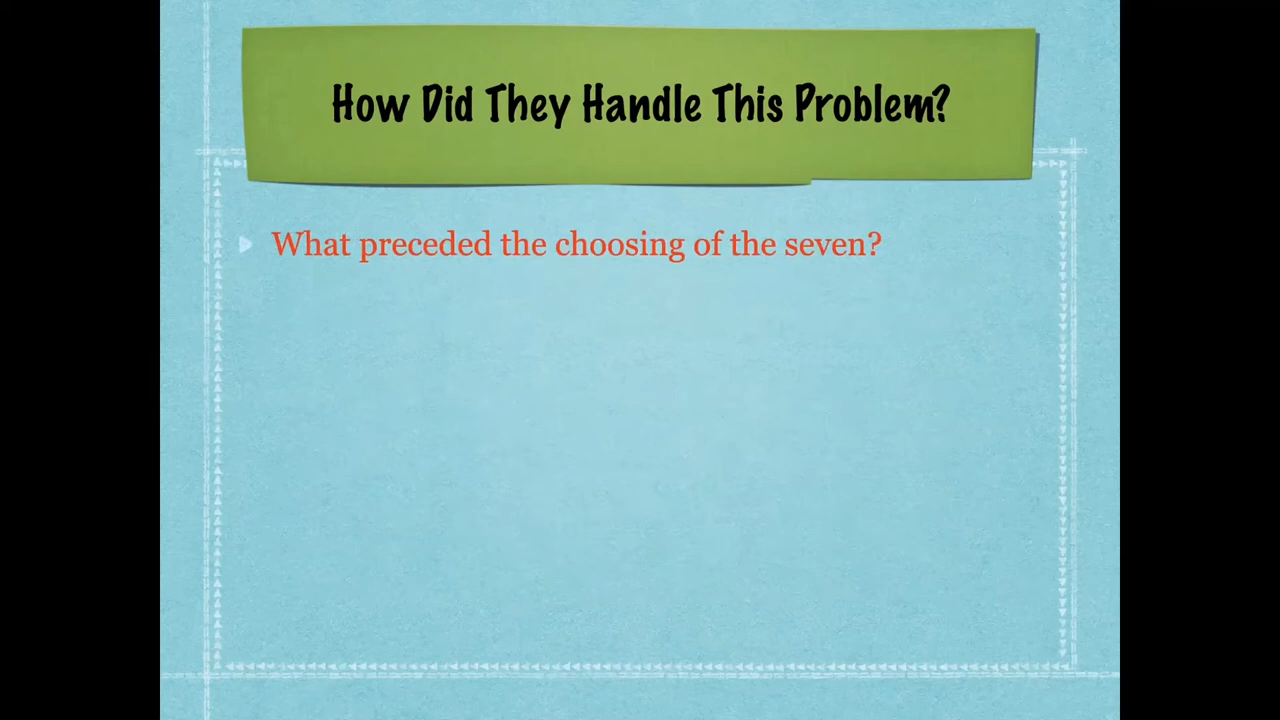 How Did They Handle This Problem?
What preceded the choosing of the seven?